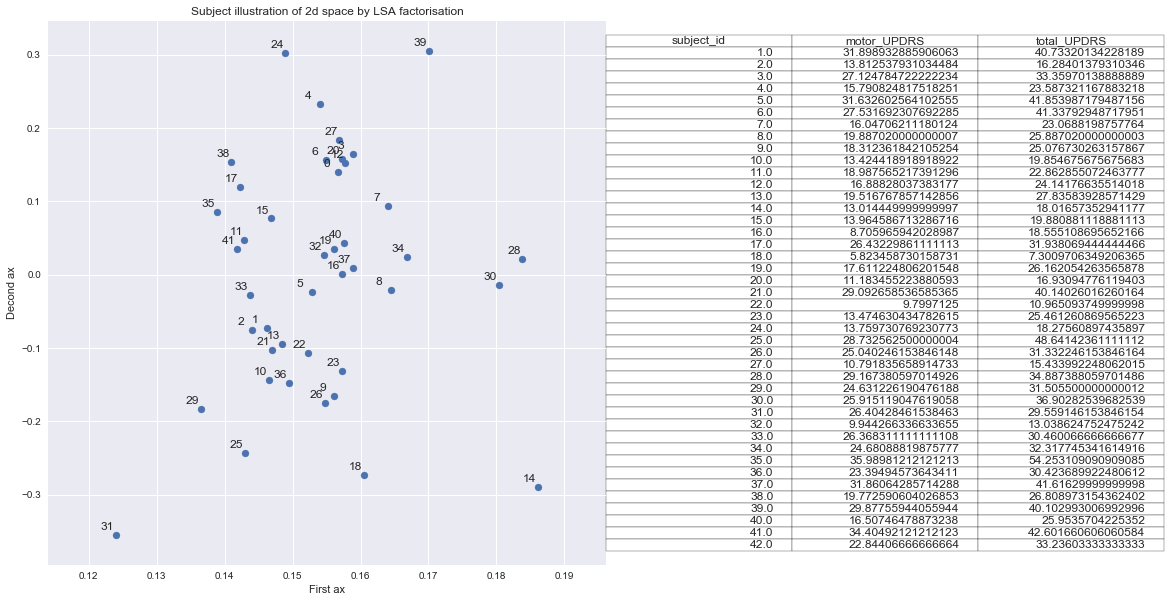 Subject illustration of 2d space by LSA factorisation
Decond ax
0.3
0.2
0.1
0.0
−0.1
−0.2
−0.3
39
24
4
27
6
38
17
7
35
15
11
40
41
19
32
34
28
37
16
30
8
5
33
2
1
13
21
22
23
10
36
9
26
29
25
18
14
31
0.12 0.13 0.14 0.15 0.16 0.17 0.18 0.19
First ax
subject_id motor_UPDRS total_UPDRS
1.0 31.898932885906063 40.73320134228189
2.0 13.812537931034484 16.28401379310346
3.0 27.124784722222234 33.35970138888889
4.0 15.790824817518251 23.587321167883218
5.0 31.632602564102555 41.853987179487156
6.0 27.531692307692285 41.33792948717951
7.0 16.04706211180124 23.0688198757764
8.0 19.887020000000007 25.887020000000003
9.0 18.312361842105254 25.076730263157867
10.0 13.424418918918922 19.854675675675683
11.0 18.987565217391296 22.862855072463777
12.0 16.88828037383177 24.14176635514018
13.0 19.516767857142856 27.83583928571429
14.0 13.014449999999997 18.01657352941177
15.0 13.964586713286716 19.880881118881113
16.0 8.705965942028987 18.555108695652166
17.0 26.43229861111113 31.938069444444466
18.0 5.823458730158731 7.3009706349206365
19.0 17.611224806201548 26.162054263565878
20.0 11.183455223880593 16.93094776119403
21.0 29.092658536585365 40.14026016260164
22.0 9.7997125 10.965093749999998
23.0 13.474630434782615 25.461260869565223
24.0 13.759730769230773 18.27560897435897
25.0 28.732562500000004 48.64142361111112
26.0 25.040246153846148 31.332246153846164
27.0 10.791835658914733 15.433992248062015
28.0 29.167380597014926 34.887388059701486
29.0 24.631226190476188 31.505500000000012
30.0 25.915119047619058 36.90282539682539
31.0 26.40428461538463 29.559146153846154
32.0 9.944266336633655 13.038624752475242
33.0 26.368311111111108 30.460066666666677
34.0 24.68088819875777 32.317745341614916
35.0 35.98981212121213 54.253109090909085
36.0 23.39494573643411 30.423689922480612
37.0 31.86064285714288 41.61629999999998
38.0 19.772590604026853 26.808973154362402
39.0 29.87755944055944 40.102993006992996
40.0 16.50746478873238 25.9535704225352
41.0 34.40492121212123 42.601660606060584
42.0 22.84406666666664 33.23603333333333